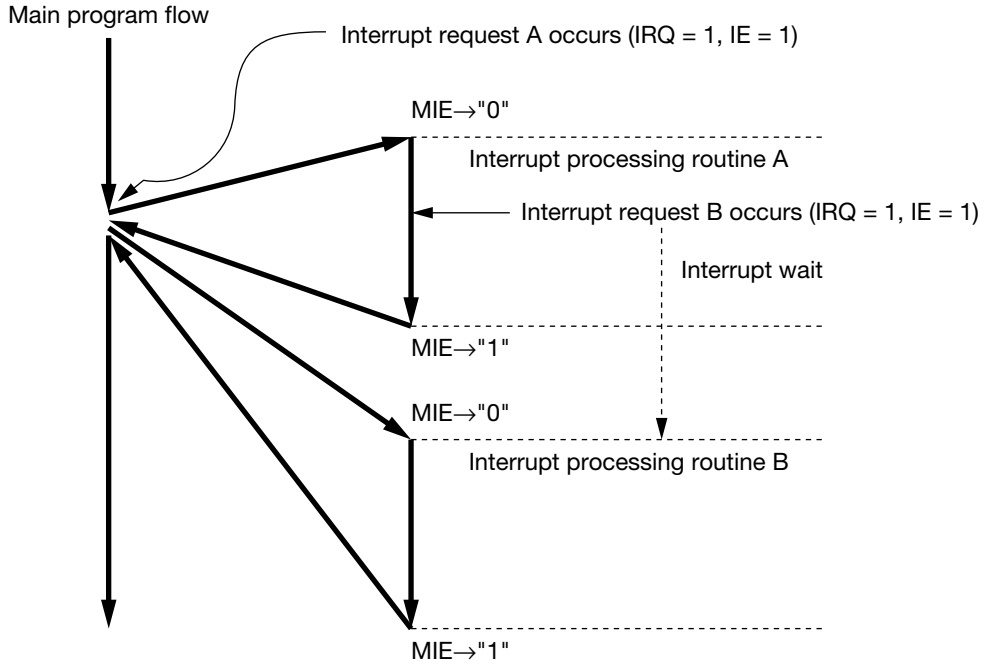 Main program flow
Interrupt request A occurs (IRQ = 1, IE = 1)
MIE→"0"
Interrupt processing routine A
Interrupt request B occurs (IRQ = 1, IE = 1)
Interrupt wait
MIE→"1"
MIE→"0"
Interrupt processing routine B
MIE→"1"